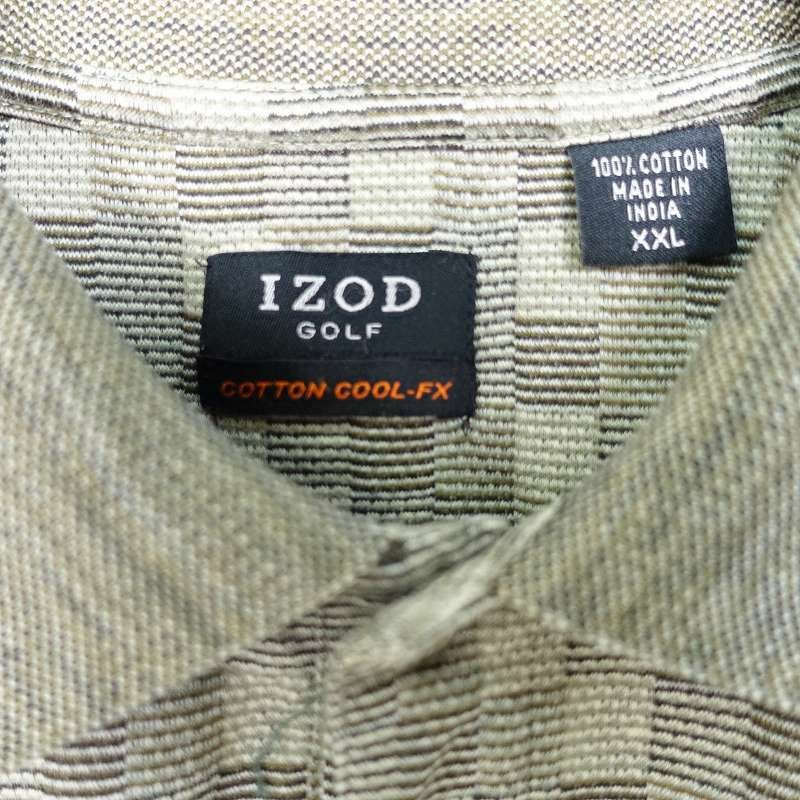 100% COTTON
MADE IN
INDIA
XXL
IZOD
GOLF
COTTON COOL-FX